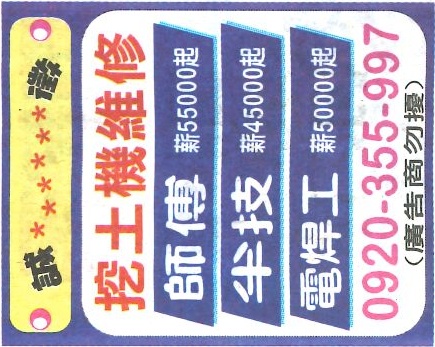 誠******徵
挖土機維修
師傅 薪55000起
半技 薪45000起
電焊工 薪50000起
0920-355-997
(廣告商勿擾)